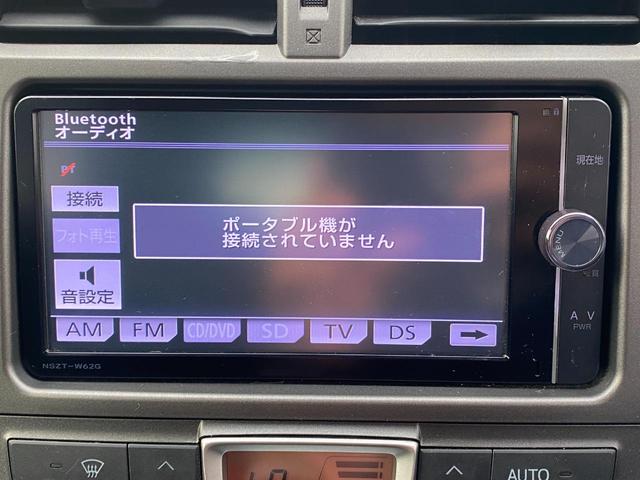 Bluetooth
オーディオ
BT
接続
フォト再生
音設定
ポータブル機が
接続されていません
AM FM CD/DVD SD TV DS
NSZT-W62G
現在地
MENU
AV
PWR
AUTO